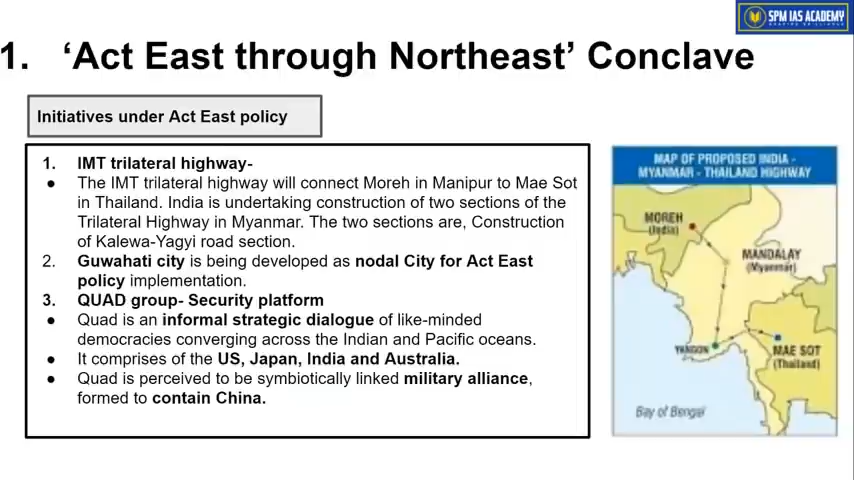 SPM IAS ACADEMY
1. ‘Act East through Northeast’ Conclave
Initiatives under Act East policy
1. IMT trilateral highway-
● The IMT trilateral highway will connect Moreh in Manipur to Mae Sot
in Thailand. India is undertaking construction of two sections of the
Trilateral Highway in Myanmar. The two sections are, Construction
of Kalewa-Yagyi road section.
2. Guwahati city is being developed as nodal City for Act East
policy implementation.
3. QUAD group- Security platform
● Quad is an informal strategic dialogue of like-minded
democracies converging across the Indian and Pacific oceans.
● It comprises of the US, Japan, India and Australia.
● Quad is perceived to be symbiotically linked military alliance,
formed to contain China.
MAP OF PROPOSED INDIA -
MYANMAR - THAILAND HIGHWAY
MOREH
(India)
MANDALAY
(Myanmar)
YANGON
MAE SOT
(Thailand)
Bay of Bengal